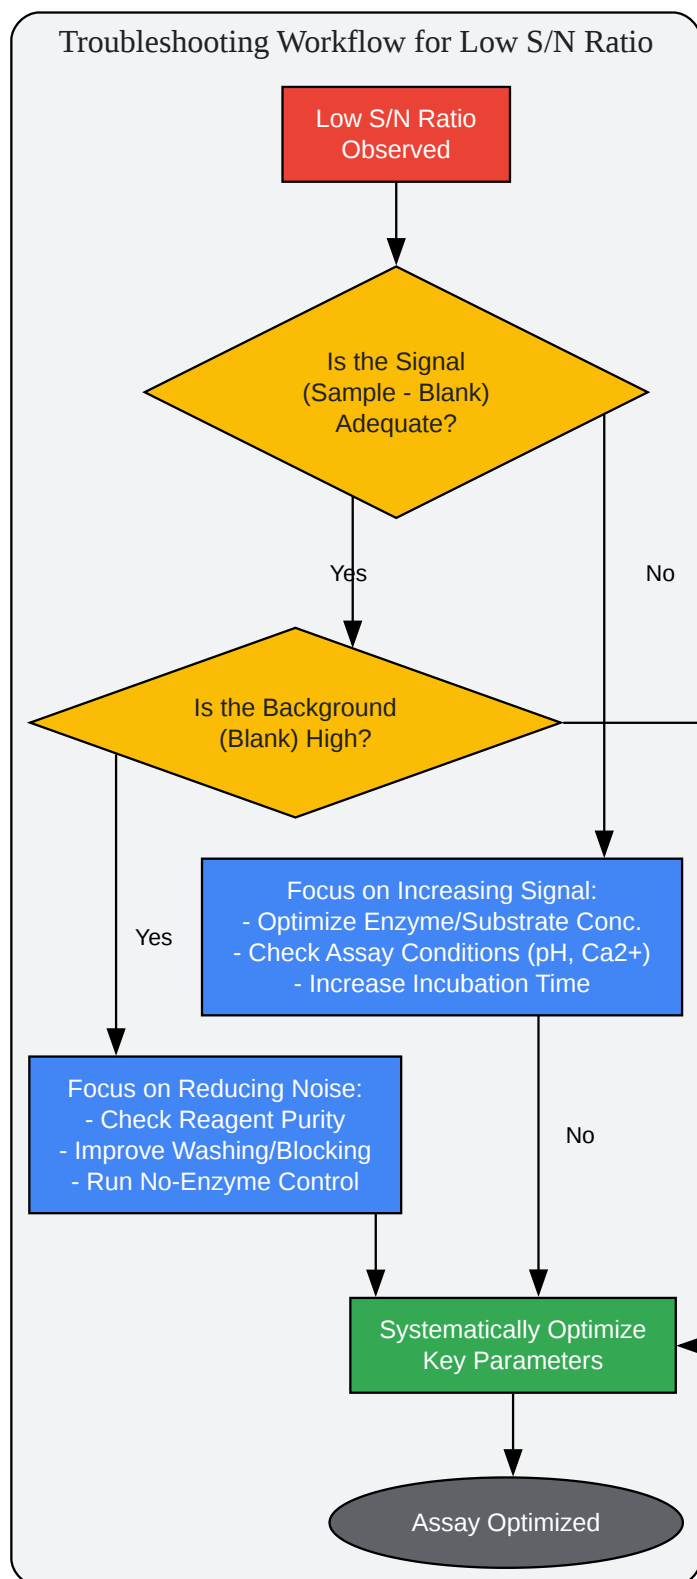 Troubleshooting Workflow for Low S/N Ratio
Low S/N Ratio
Observed
Is the Signal
(Sample - Blank)
Adequate?
Yes
No
Is the Background
(Blank) High?
Focus on Increasing Signal:
- Optimize Enzyme/Substrate Conc.
- Check Assay Conditions (pH, Ca2+)
- Increase Incubation Time
Yes
Focus on Reducing Noise:
- Check Reagent Purity
- Improve Washing/Blocking
- Run No-Enzyme Control
No
Systematically Optimize
Key Parameters
Assay Optimized